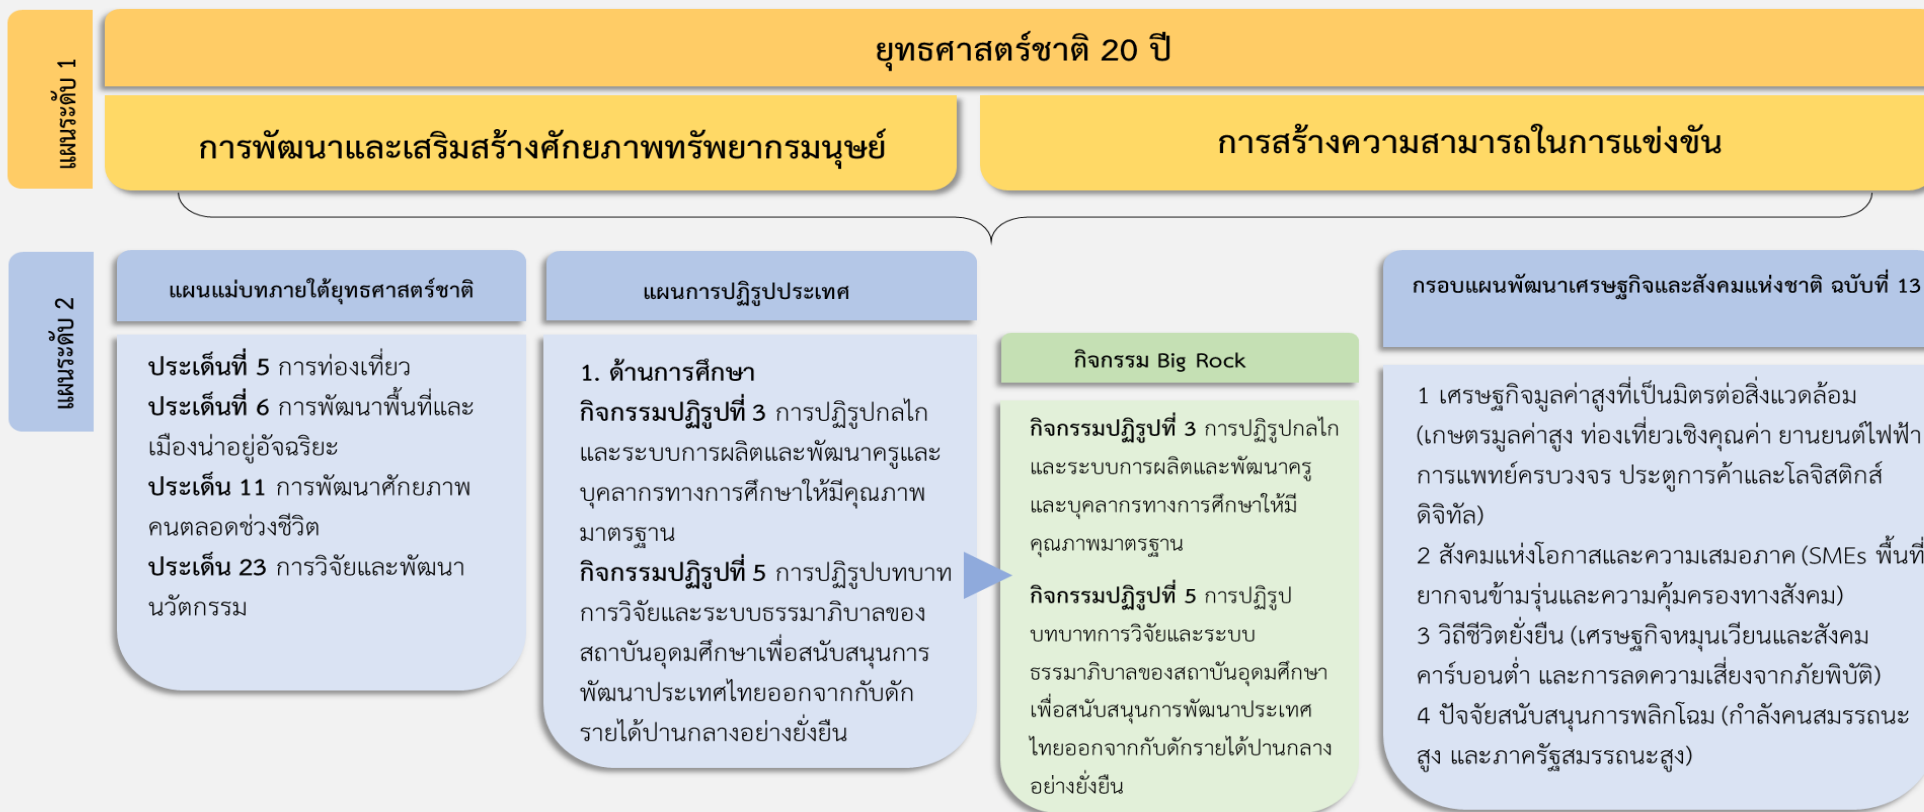 แผนระดับ 1
ยุทธศาสตร์ชาติ 20 ปี
การพัฒนาและเสริมสร้างศักยภาพทรัพยากรมนุษย์
การสร้างความสามารถในการแข่งขัน
แผนระดับ 2
แผนแม่บทภายใต้ยุทธศาสตร์ชาติ
ประเด็นที่ 5 การท่องเที่ยว
ประเด็นที่ 6 การพัฒนาพื้นที่และ
เมืองน่าอยู่อัจฉริยะ
ประเด็น 11 การพัฒนาศักยภาพ
คนตลอดช่วงชีวิต
ประเด็น 23 การวิจัยและพัฒนา
นวัตกรรม
แผนการปฏิรูปประเทศ
1. ด้านการศึกษา
กิจกรรมปฏิรูปที่ 3 การปฏิรูปกลไก
และระบบการผลิตและพัฒนาครูและ
บุคลากรทางการศึกษาให้มีคุณภาพ
มาตรฐาน
กิจกรรมปฏิรูปที่ 5 การปฏิรูปบทบาท
การวิจัยและระบบธรรมาภิบาลของ
สถาบันอุดมศึกษาเพื่อสนับสนุนการ
พัฒนาประเทศไทยออกจากกับดัก
รายได้ปานกลางอย่างยั่งยืน
กิจกรรม Big Rock
กิจกรรมปฏิรูปที่ 3 การปฏิรูปกลไก
และระบบการผลิตและพัฒนาครู
และบุคลากรทางการศึกษาให้มี
คุณภาพมาตรฐาน
กิจกรรมปฏิรูปที่ 5 การปฏิรูป
บทบาทการวิจัยและระบบ
ธรรมาภิบาลของสถาบันอุดมศึกษา
เพื่อสนับสนุนการพัฒนาประเทศ
ไทยออกจากกับดักรายได้ปานกลาง
อย่างยั่งยืน
กรอบแผนพัฒนาเศรษฐกิจและสังคมแห่งชาติ ฉบับที่ 13
1 เศรษฐกิจมูลค่าสูงที่เป็นมิตรต่อสิ่งแวดล้อม
(เกษตรมูลค่าสูง ท่องเที่ยวเชิงคุณค่า ยานยนต์ไฟฟ้า
การแพทย์ครบวงจร ประตูการค้าและโลจิสติกส์
ดิจิทัล)
2 สังคมแห่งโอกาสและความเสมอภาค (SMEs พื้นที่
ยากจนข้ามรุ่นและความคุ้มครองทางสังคม)
3 วิถีชีวิตยั่งยืน (เศรษฐกิจหมุนเวียนและสังคม
คาร์บอนต่ำ และการลดความเสี่ยงจากภัยพิบัติ)
4 ปัจจัยสนับสนุนการพลิกโฉม (กำลังคนสมรรถนะ
สูง และภาครัฐสมรรถนะสูง)